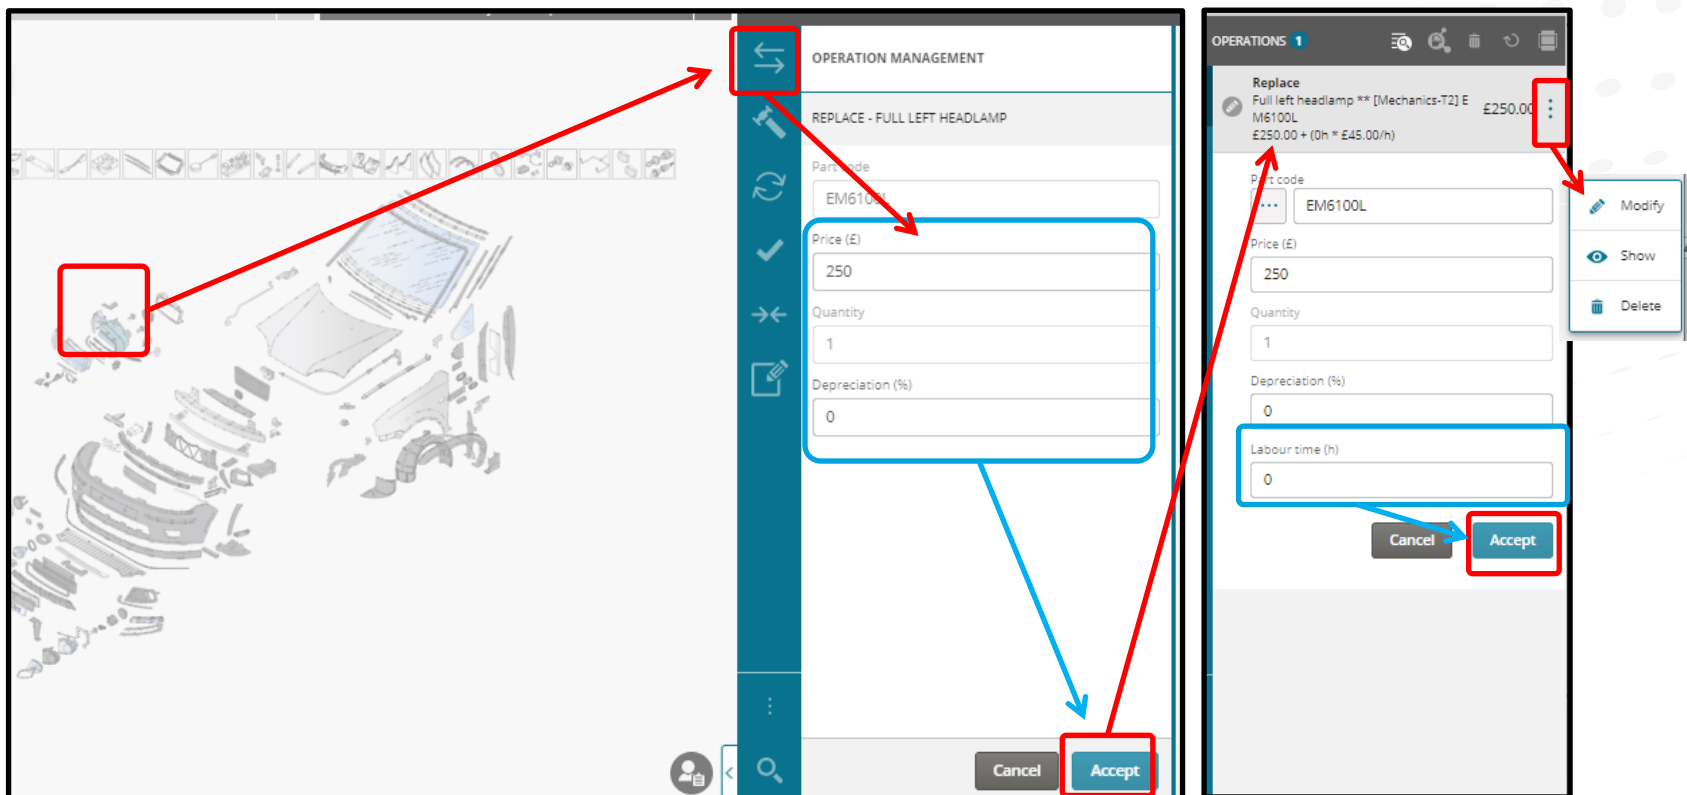 OPERATION MANAGEMENT
REPLACE - FULL LEFT HEADLAMP
Part code
EM6100L
Price (£)
250
Quantity
1
Depreciation (%)
0
Cancel
Accept
OPERATIONS 1
Replace
Full left headlamp ** [Mechanics-T2] E
M6100L
£250.00 + (0h * £45.00/h)
£250.00
Part code
EM6100L
Price (£)
250
Quantity
1
Depreciation (%)
0
Labour time (h)
0
Cancel
Accept
Modify
Show
Delete